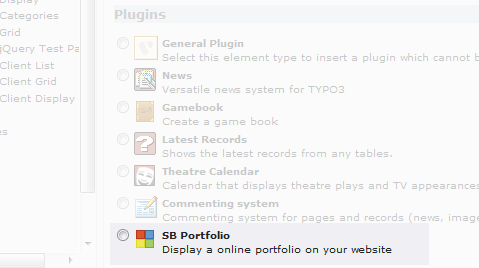 Display
Categories
Grid
jQuery Test Pa
Client List
Client Grid
Client Display
es
Plugins
General Plugin
Select this element type to insert a plugin which cannot b
News
Versatile news system for TYPO3
Gamebook
Create a game book
Latest Records
Shows the latest records from any tables.
Theatre Calendar
Calendar that displays theatre plays and TV appearances
Commenting system
Commenting system for pages and records (news, image
SB Portfolio
Display a online portfolio on your website